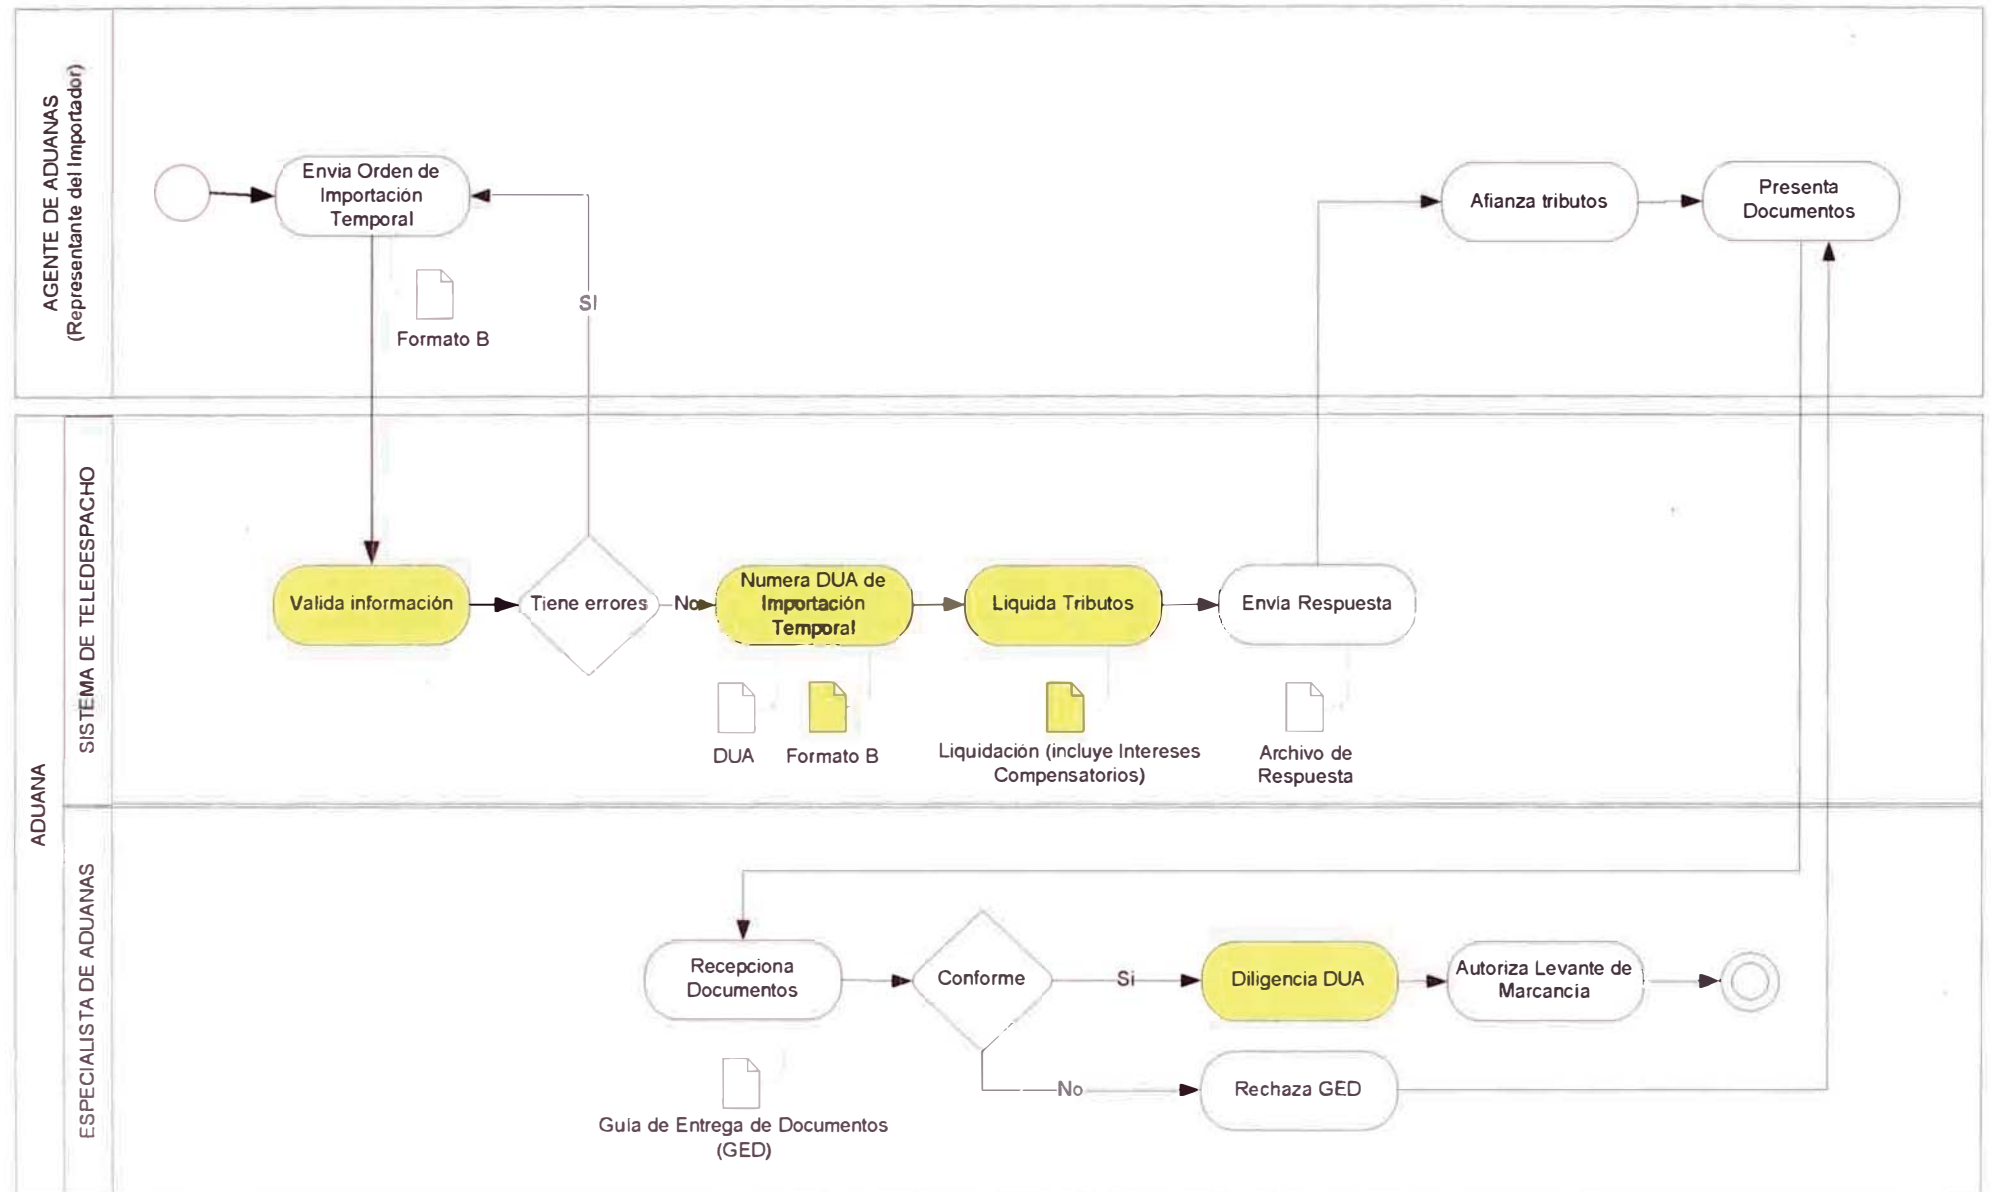 AGENTE DE ADUANAS
(Representante del Importador)
Envia Orden de
Importación
Temporal
Formato B
SI
Afianza tributos
Presenta
Documentos
ADUANA
SISTEMA DE TELEDESPACHO
Valida información
Tiene errores
No
Numera DUA de
Importación
Temporal
Liquida Tributos
Envía Respuesta
DUA
Formato B
Liquidación (incluye Intereses
Compensatorios)
Archivo de
Respuesta
ESPECIALISTA DE ADUANAS
Recepciona
Documentos
Conforme
Si
Diligencia DUA
Autoriza Levante de
Marcancia
No
Rechaza GED
Guía de Entrega de Documentos
(GED)